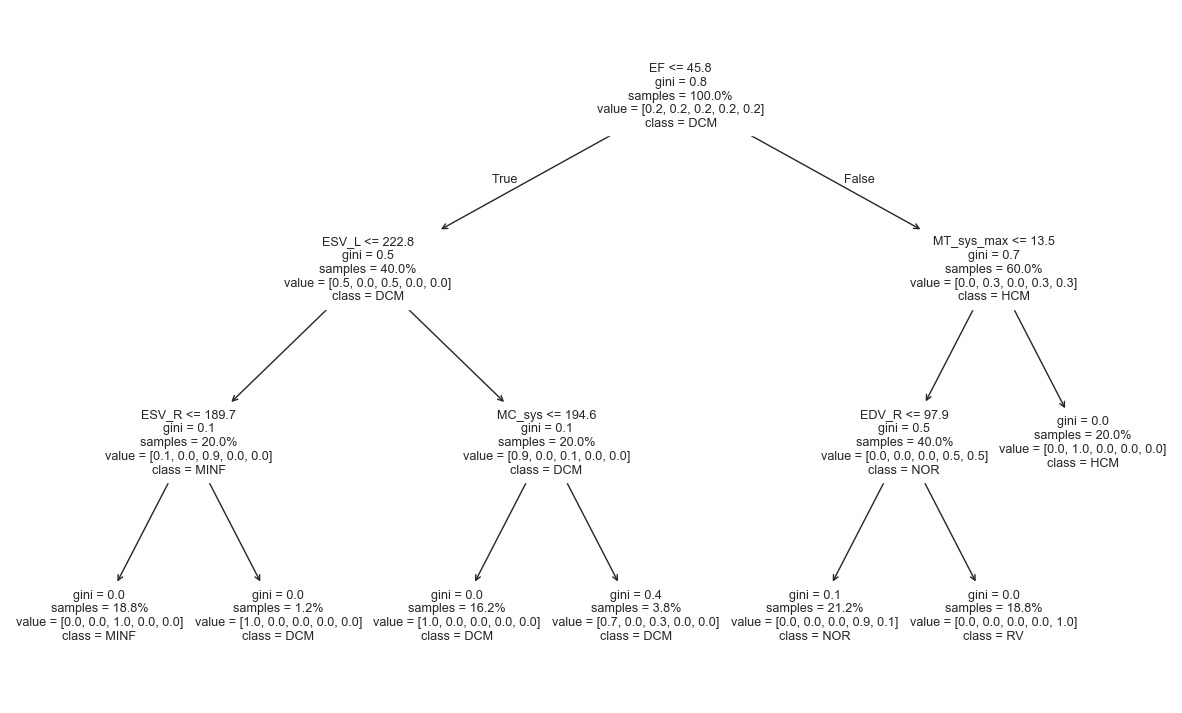 EF <= 45.8
gini = 0.8
samples = 100.0%
value = [0.2, 0.2, 0.2, 0.2, 0.2]
class = DCM
True
False
ESV_L <= 222.8
gini = 0.5
samples = 40.0%
value = [0.5, 0.0, 0.5, 0.0, 0.0]
class = DCM
MT_sys_max <= 13.5
gini = 0.7
samples = 60.0%
value = [0.0, 0.3, 0.0, 0.3, 0.3]
class = HCM
ESV_R <= 189.7
gini = 0.1
samples = 20.0%
value = [0.1, 0.0, 0.9, 0.0, 0.0]
class = MINF
MC_sys <= 194.6
gini = 0.1
samples = 20.0%
value = [0.9, 0.0, 0.1, 0.0, 0.0]
class = DCM
EDV_R <= 97.9
gini = 0.5
samples = 40.0%
value = [0.0, 0.0, 0.0, 0.5, 0.5]
class = NOR
gini = 0.0
samples = 20.0%
value = [0.0, 1.0, 0.0, 0.0, 0.0]
class = HCM
gini = 0.0
samples = 18.8%
value = [0.0, 0.0, 1.0, 0.0, 0.0]
class = MINF
gini = 0.0
samples = 1.2%
value = [1.0, 0.0, 0.0, 0.0, 0.0]
class = DCM
gini = 0.0
samples = 16.2%
value = [1.0, 0.0, 0.0, 0.0, 0.0]
class = DCM
gini = 0.4
samples = 3.8%
value = [0.7, 0.0, 0.3, 0.0, 0.0]
class = DCM
gini = 0.1
samples = 21.2%
value = [0.0, 0.0, 0.0, 0.9, 0.1]
class = NOR
gini = 0.0
samples = 18.8%
value = [0.0, 0.0, 0.0, 0.0, 1.0]
class = RV